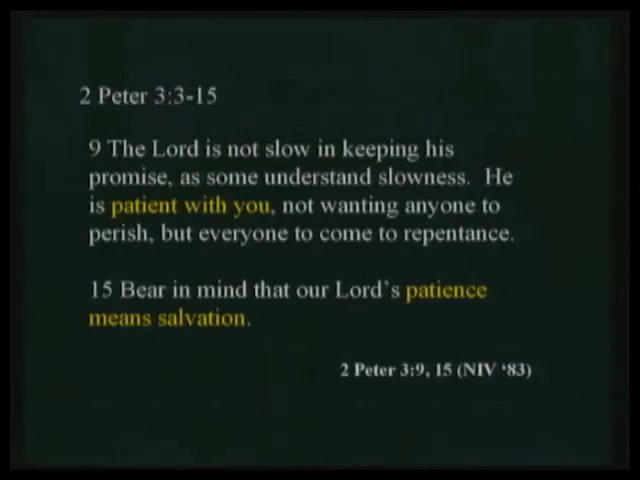 2 Peter 3:3-15
9 The Lord is not slow in keeping his
promise, as some understand slowness.  He
is patient with you, not wanting anyone to
perish, but everyone to come to repentance.
15 Bear in mind that our Lord's patience
means salvation.
2 Peter 3:9, 15 (NIV ‘83)